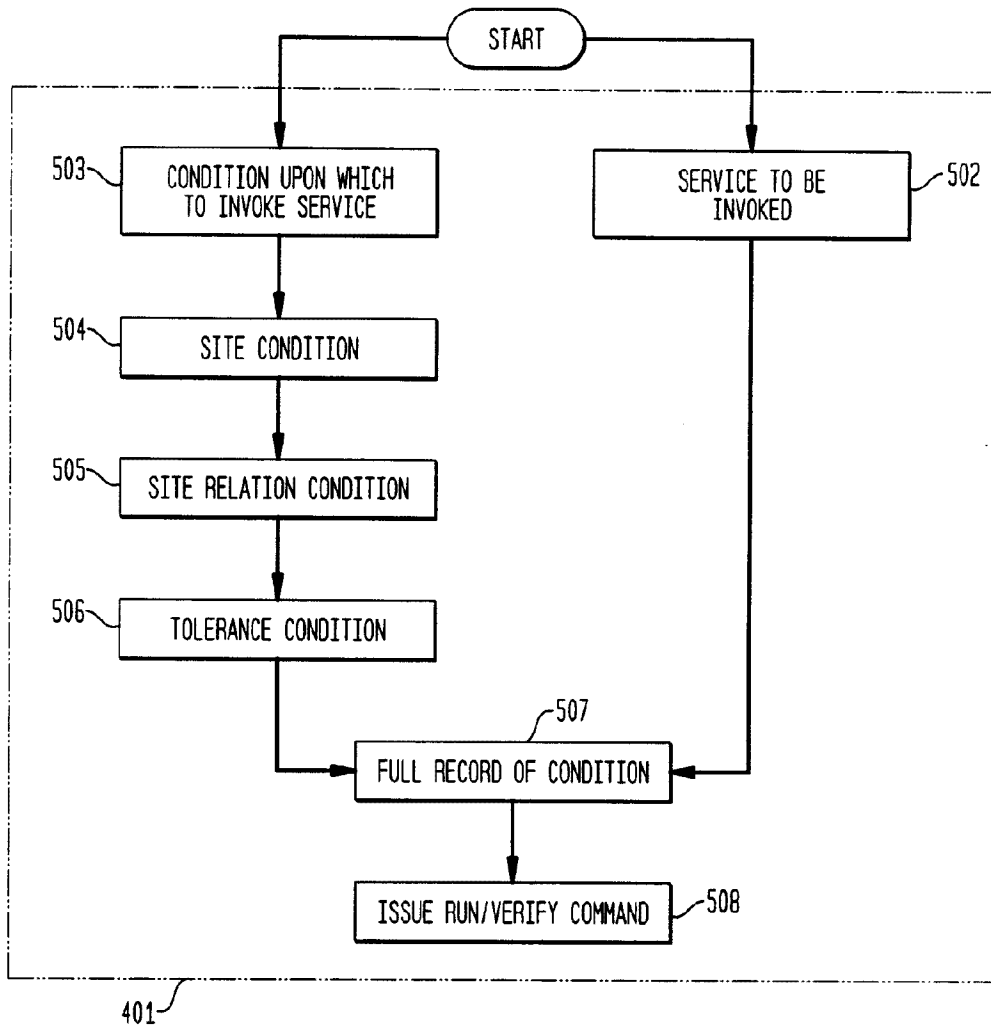 START
503
CONDITION UPON WHICH
TO INVOKE SERVICE
SERVICE TO BE
INVOKED
502
504
SITE CONDITION
505
SITE RELATION CONDITION
506
TOLERANCE CONDITION
507
FULL RECORD OF CONDITION
ISSUE RUN/VERIFY COMMAND
508
401